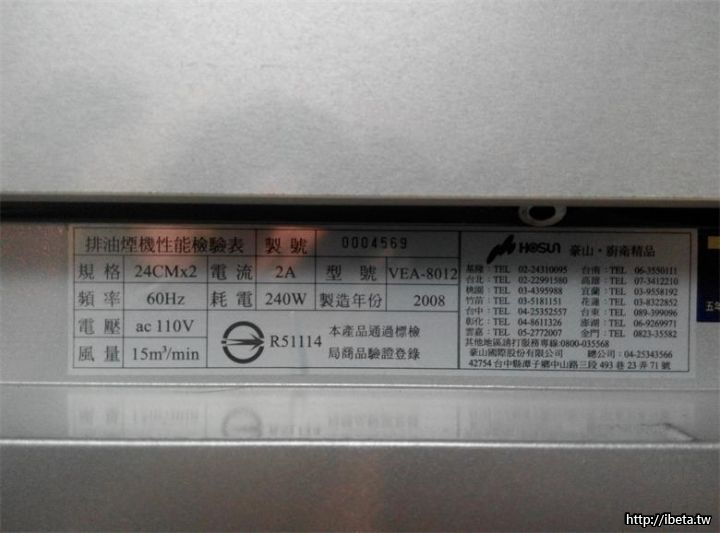 排油煙機性能檢驗表 製號 0004569
規格 24CMx2 電流 2A 型號 VEA-8012
頻率 60Hz 耗電 240W 製造年份 2008
電壓 ac 110V
風量 15m³/min
R51114
本產品通過標檢
局商品驗證登錄
HOSUN 豪山・廚衛精品
基隆:TEL 02-24310095 台南:TEL 06-3550111
台北:TEL 02-22991580 高屏:TEL 07-3412210
桃園:TEL 03-4395988 宜蘭:TEL 03-9558192
竹苗:TEL 03-5181151 花蓮:TEL 03-8322852
台中:TEL 04-25352557 台東:TEL 089-399096
彰化:TEL 04-8611326 澎湖:TEL 06-9269971
雲嘉:TEL 05-2772007 金門:TEL 0823-35582
其他地區請打服務專線:0800-035568
豪山國際股份有限公司 總公司:04-25343566
42754 台中縣潭子鄉中山路三段 493 巷 23 弄 71 號
五年
http://ibeta.tw